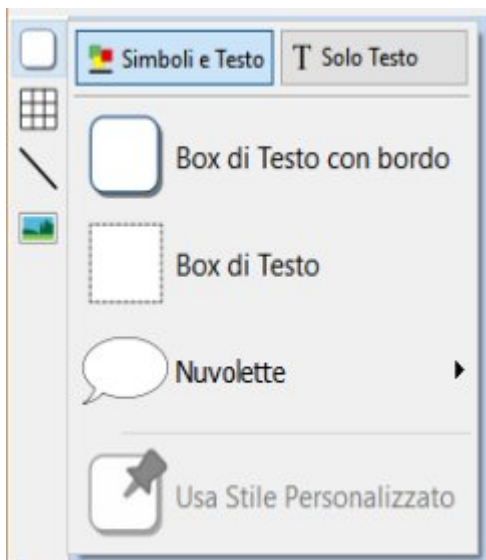 Simboli e Testo
T Solo Testo
Box di Testo con bordo
Box di Testo
Nuvolette
Usa Stile Personalizzato